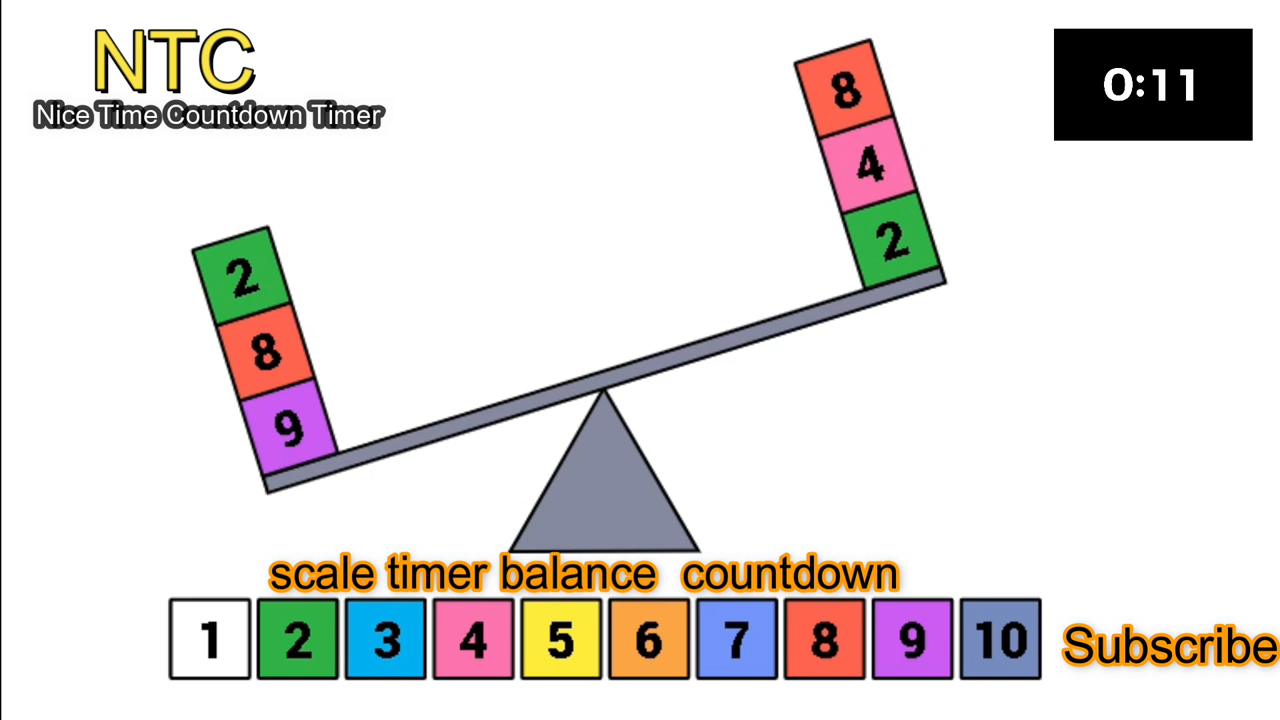 NTC
Nice Time Countdown Timer
0:11
8
4
2
2
8
9
scale timer balance countdown
1 2 3 4 5 6 7 8 9 10
Subscribe